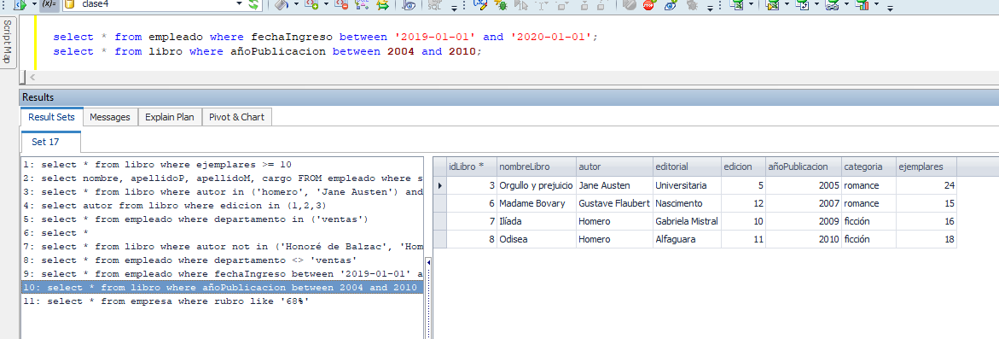 clase4
Script Map
select * from empleado where fechaIngreso between '2019-01-01' and '2020-01-01';
select * from libro where añoPublicacion between 2004 and 2010;
Results
Result Sets Messages Explain Plan Pivot & Chart
Set 17
1: select * from libro where ejemplares >= 10
2: select nombre, apellidoP, apellidoM, cargo FROM empleado where s
3: select * from libro where autor in ('homero', 'Jane Austen') and
4: select autor from libro where edicion in (1,2,3)
5: select * from empleado where departamento in ('ventas')
6: select *
7: select * from libro where autor not in ('Honoré de Balzac', 'Hom
8: select * from empleado where departamento <> 'ventas'
9: select * from empleado where fechaIngreso between '2019-01-01' a
10: select * from libro where añoPublicacion between 2004 and 2010
11: select * from empresa where rubro like '68%'
idLibro * nombreLibro autor editorial edicion añoPublicacion categoria ejemplares
3 Orgullo y prejuicio Jane Austen Universitaria 5 2005 romance 24
6 Madame Bovary Gustave Flaubert Nascimento 12 2007 romance 15
7 Ilíada Homero Gabriela Mistral 10 2009 ficción 16
8 Odisea Homero Alfaguara 11 2010 ficción 18